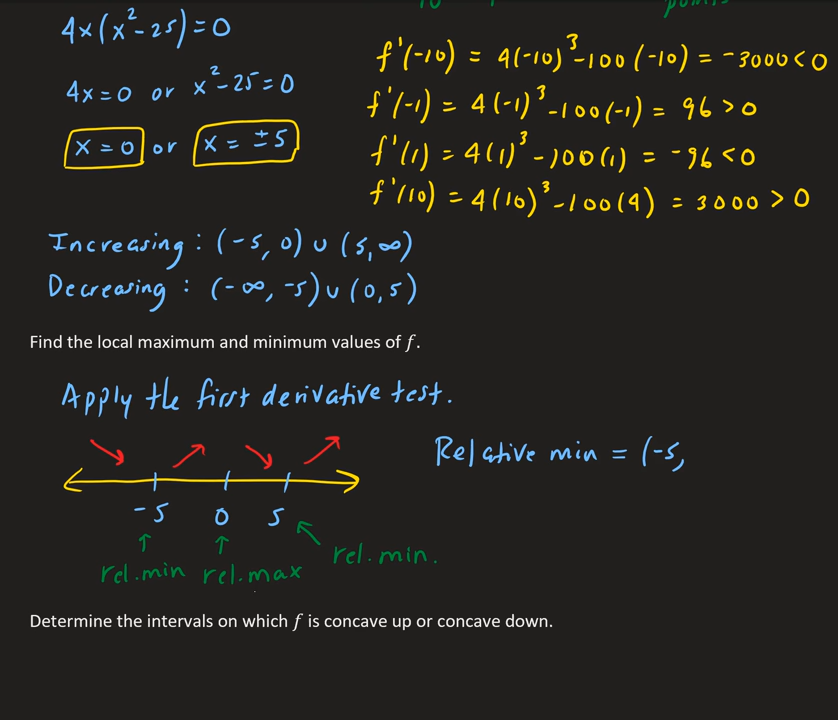 10
points
4x(x²-25)=0
f'(-10) = 4(-10)³-100(-10) = -3000<0
4x=0 or x²-25=0
f'(-1) = 4(-1)³-100(-1) = 96>0
x=0 or x=±5
f'(1) = 4(1)³-100(1) = -96<0
f'(10) = 4(10)³-100(4) = 3000>0
Increasing: (-5,0)∪(5,∞)
Decreasing: (-∞,-5)∪(0,5)
Find the local maximum and minimum values of f.
Apply the first derivative test.
Relative min = (-5,
-5 0 5
rel.min rel.max rel.min.
Determine the intervals on which f is concave up or concave down.